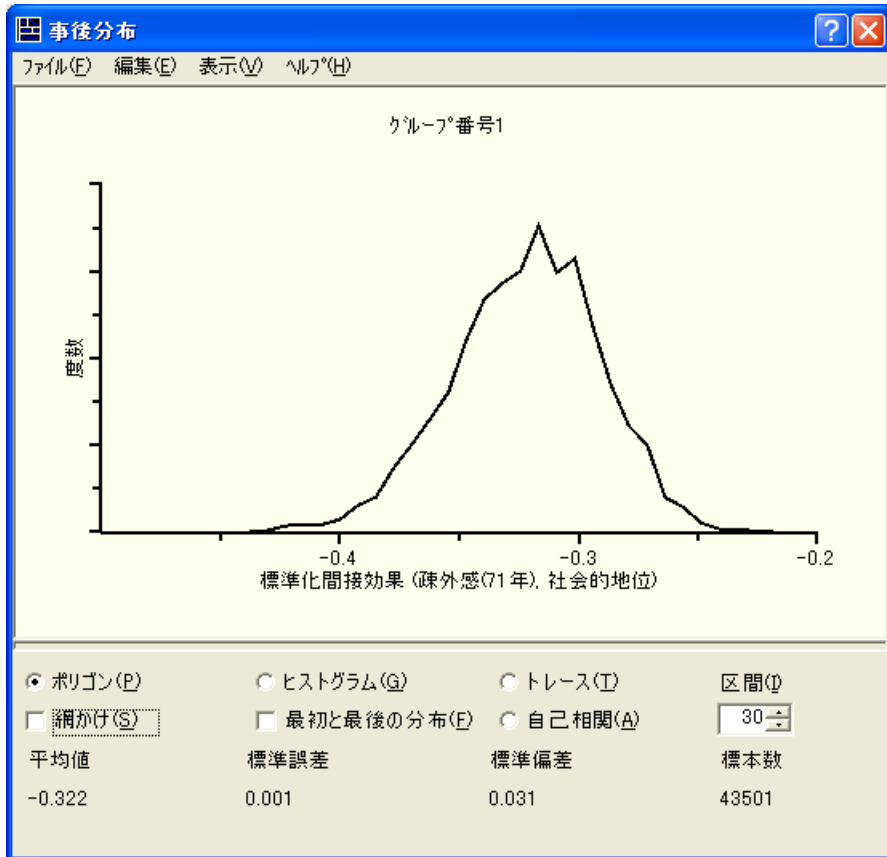 事後分布
ﾌｧｲﾙ(F) 編集(E) 表示(V) ﾍﾙﾌﾟ(H)
ｸﾞﾙｰﾌﾟ番号1
度数
-0.4 -0.3 -0.2
標準化間接効果 (疎外感(71年), 社会的地位)
ポリゴン(P) ヒストグラム(G) トレース(T) 区間(I)
網かけ(S) 最初と最後の分布(F) 自己相関(A) 30
平均値 標準誤差 標準偏差 標本数
-0.322 0.001 0.031 43501